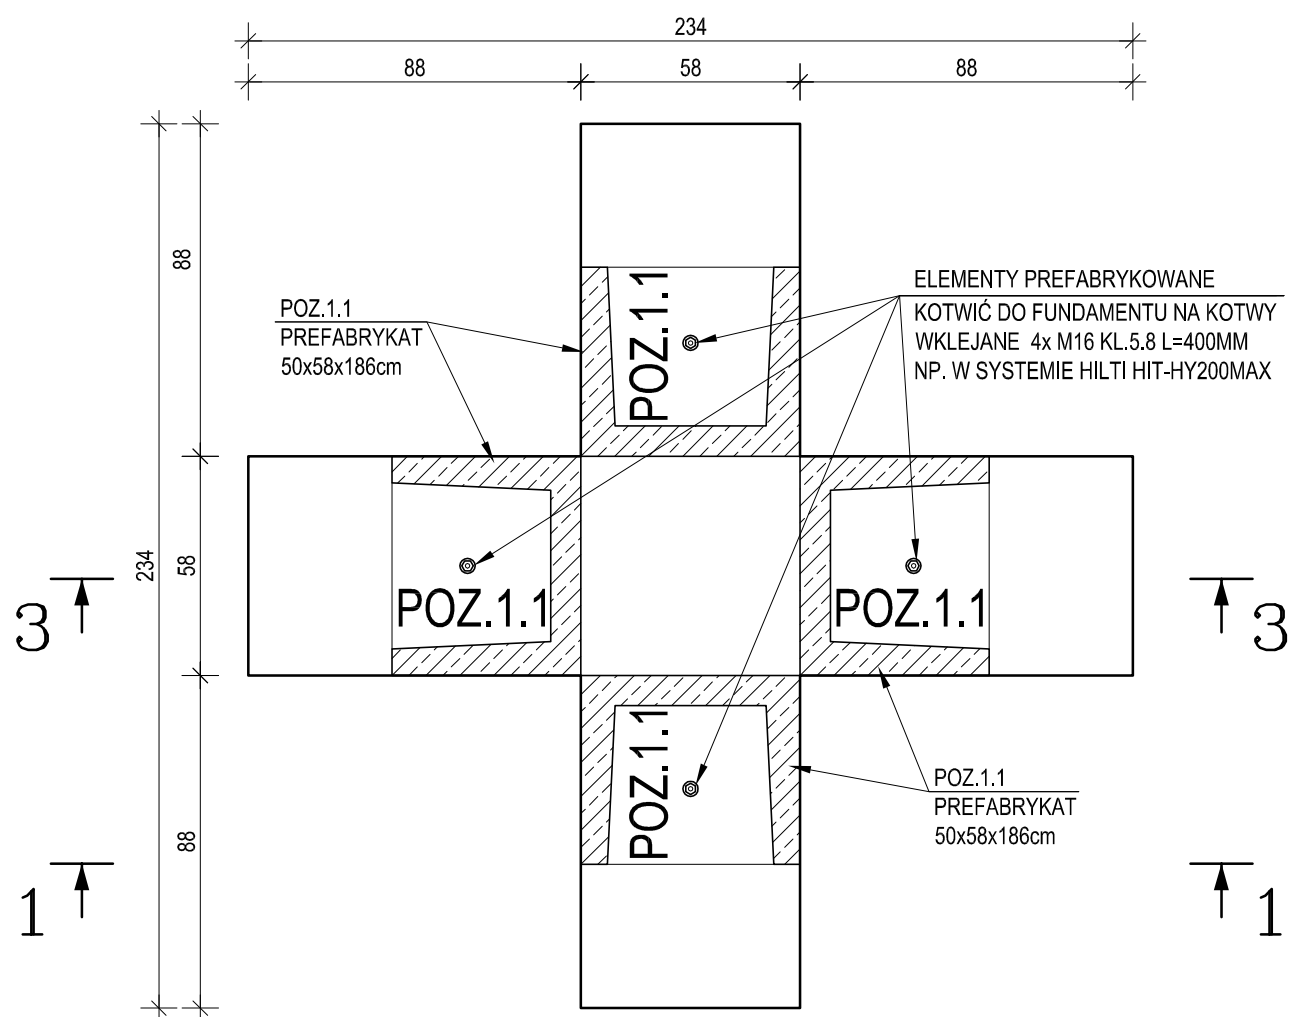 234
88
58
88
88
58
88
234
POZ.1.1
PREFABRYKAT
50x58x186cm
ELEMENTY PREFABRYKOWANE
KOTWIĆ DO FUNDAMENTU NA KOTWY
WKLEJANE 4x M16 KL.5.8 L=400MM
NP. W SYSTEMIE HILTI HIT-HY200MAX
POZ.1.1
POZ.1.1
POZ.1.1
POZ.1.1
3
3
POZ.1.1
PREFABRYKAT
50x58x186cm
1
1